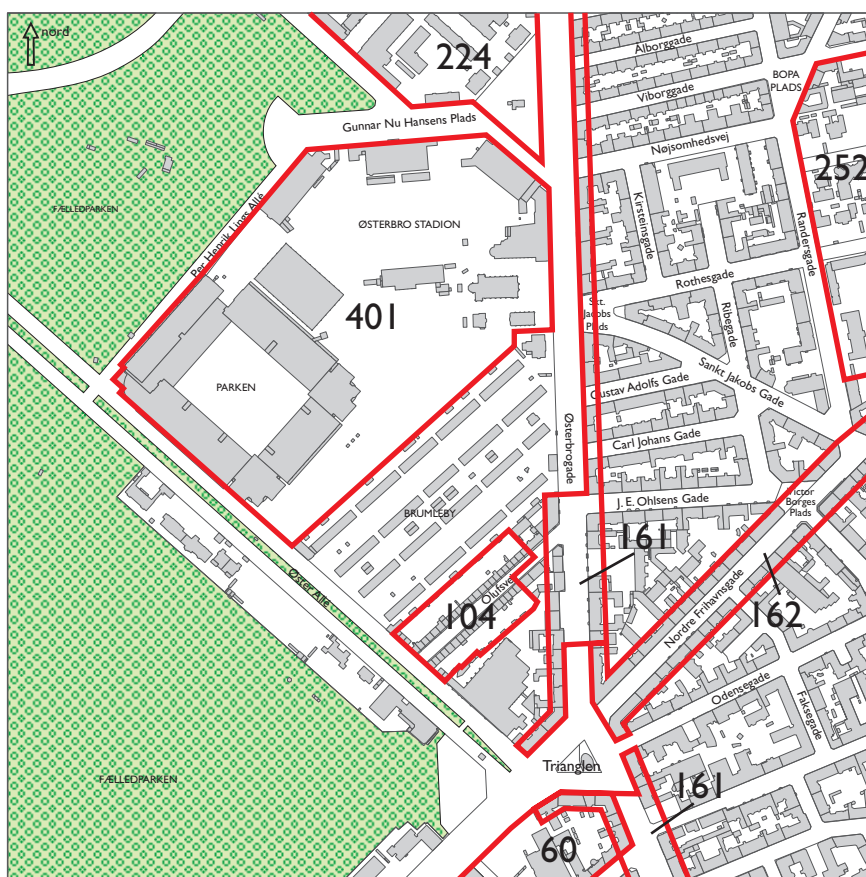 nord
224
Ålborggade
BOPA
PLADS
Viborggade
Gunnar Nu Hansens Plads
Nøjsomhedsvej
252
FÆLLEDPARKEN
Per Henrik Lings Allé
ØSTERBRO STADION
Kirsteinsgade
Randersgade
Rothesgade
401
Skt.
Jacobs
Plads
Ribegade
Sankt Jakobs Gade
PARKEN
Gustav Adolfs Gade
Østerbrogade
Carl Johans Gade
BRUMLEBY
J. E. Ohlsens Gade
Victor
Borges
Plads
161
Øster Allé
Olufsvej
104
Nordre Frihavnsgade
162
Odensegade
Faksegade
Trianglen
FÆLLEDPARKEN
161
60